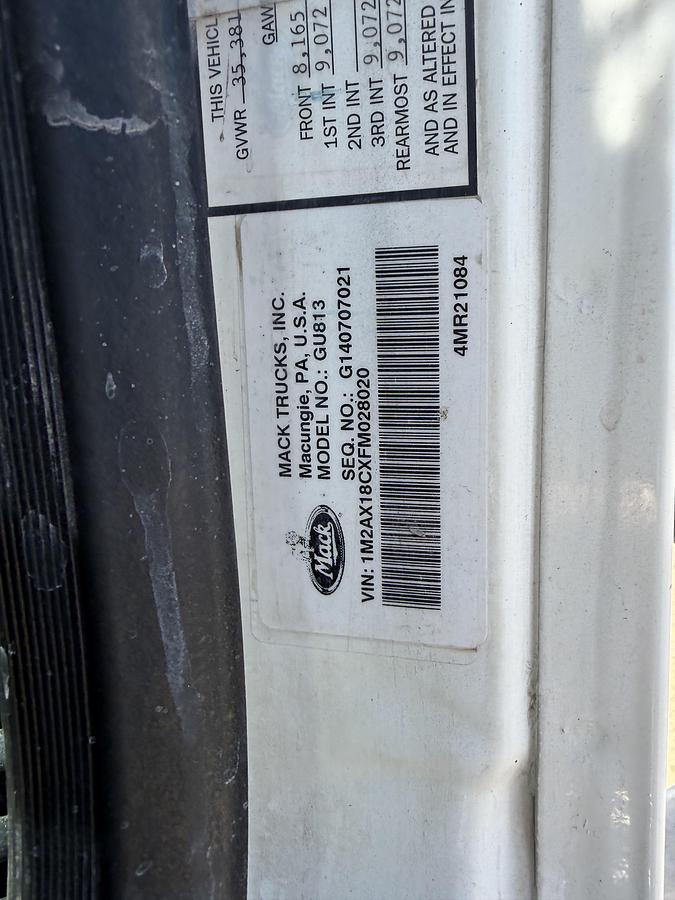 THIS VEHICL
GVWR 35,381
GAW
FRONT 8,165
1ST INT 9,072
2ND INT
3RD INT 9,072
REARMOST 9,072
AND AS ALTERED
AND IN EFFECT IN
MACK TRUCKS, INC.
Macungie, PA, U.S.A.
MODEL NO.: GU813
SEQ. NO.: G140707021
Mack
VIN: 1M2AX18CXFM028020
4MR21084